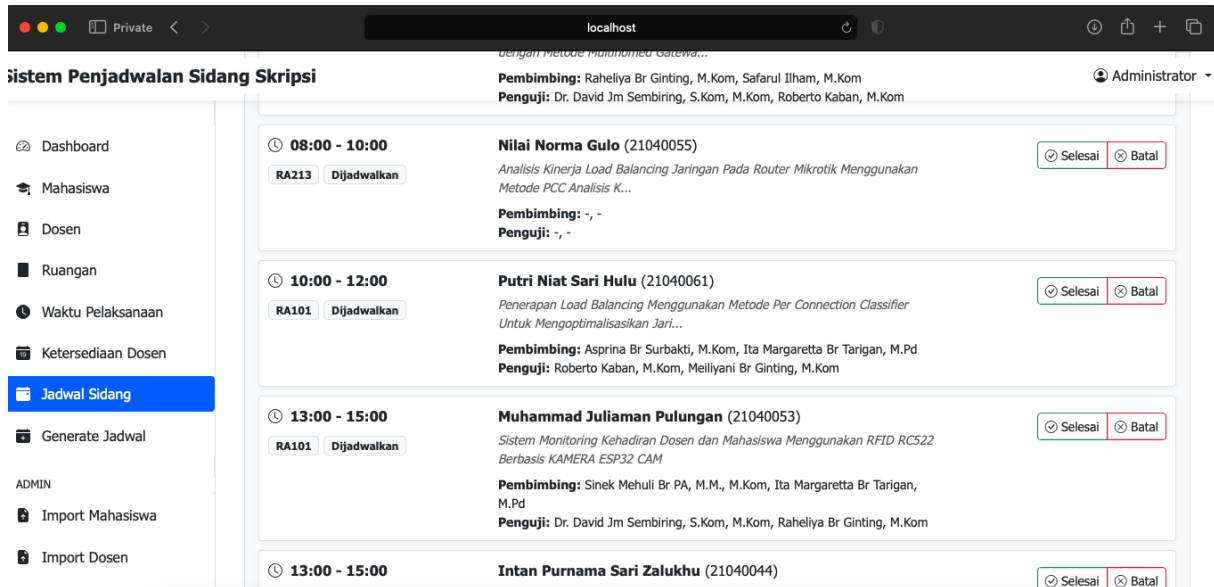 Private
localhost
dengan Metode Multihomed Gatewa...
Sistem Penjadwalan Sidang Skripsi
Administrator
Pembimbing: Raheliya Br Ginting, M.Kom, Safarul Ilham, M.Kom
Penguji: Dr. David Jm Sembiring, S.Kom, M.Kom, Roberto Kaban, M.Kom
Dashboard
Mahasiswa
Dosen
Ruangan
Waktu Pelaksanaan
19
Ketersediaan Dosen
Jadwal Sidang
Generate Jadwal
ADMIN
Import Mahasiswa
Import Dosen
08:00 - 10:00
RA213 Dijadwalkan
Nilai Norma Gulo (21040055)
Analisis Kinerja Load Balancing Jaringan Pada Router Mikrotik Menggunakan
Metode PCC Analisis K...
Pembimbing: -, -
Penguji: -, -
Selesai Batal
10:00 - 12:00
RA101 Dijadwalkan
Putri Niat Sari Hulu (21040061)
Penerapan Load Balancing Menggunakan Metode Per Connection Classifier
Untuk Mengoptimalisasikan Jari...
Pembimbing: Asprina Br Surbakti, M.Kom, Ita Margaretta Br Tarigan, M.Pd
Penguji: Roberto Kaban, M.Kom, Meiliyani Br Ginting, M.Kom
Selesai Batal
13:00 - 15:00
RA101 Dijadwalkan
Muhammad Juliaman Pulungan (21040053)
Sistem Monitoring Kehadiran Dosen dan Mahasiswa Menggunakan RFID RC522
Berbasis KAMERA ESP32 CAM
Pembimbing: Sinek Mehuli Br PA, M.M., M.Kom, Ita Margaretta Br Tarigan,
M.Pd
Penguji: Dr. David Jm Sembiring, S.Kom, M.Kom, Raheliya Br Ginting, M.Kom
Selesai Batal
13:00 - 15:00
Intan Purnama Sari Zalukhu (21040044)
Selesai Batal